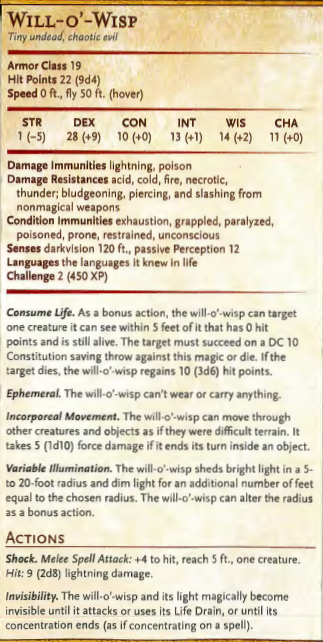 WILL-O'-WISP
Tiny undead, chaotic evil
Armor Class 19
Hit Points 22 (9d4)
Speed 0 ft., fly 50 ft. (hover)
STR DEX CON INT WIS CHA
1 (−5) 28 (+9) 10 (+0) 13 (+1) 14 (+2) 11 (+0)
Damage Immunities lightning, poison
Damage Resistances acid, cold, fire, necrotic,
thunder; bludgeoning, piercing, and slashing from
nonmagical weapons
Condition Immunities exhaustion, grappled, paralyzed,
poisoned, prone, restrained, unconscious
Senses darkvision 120 ft., passive Perception 12
Languages the languages it knew in life
Challenge 2 (450 XP)
Consume Life. As a bonus action, the will-o'-wisp can target
one creature it can see within 5 feet of it that has 0 hit
points and is still alive. The target must succeed on a DC 10
Constitution saving throw against this magic or die. If the
target dies, the will-o'-wisp regains 10 (3d6) hit points.
Ephemeral. The will-o'-wisp can't wear or carry anything.
Incorporeal Movement. The will-o'-wisp can move through
other creatures and objects as if they were difficult terrain. It
takes 5 (1d10) force damage if it ends its turn inside an object.
Variable Illumination. The will-o'-wisp sheds bright light in a 5-
to 20-foot radius and dim light for an additional number of feet
equal to the chosen radius. The will-o'-wisp can alter the radius
as a bonus action.
ACTIONS
Shock. Melee Spell Attack: +4 to hit, reach 5 ft., one creature.
Hit: 9 (2d8) lightning damage.
Invisibility. The will-o'-wisp and its light magically become
invisible until it attacks or uses its Life Drain, or until its
concentration ends (as if concentrating on a spell).